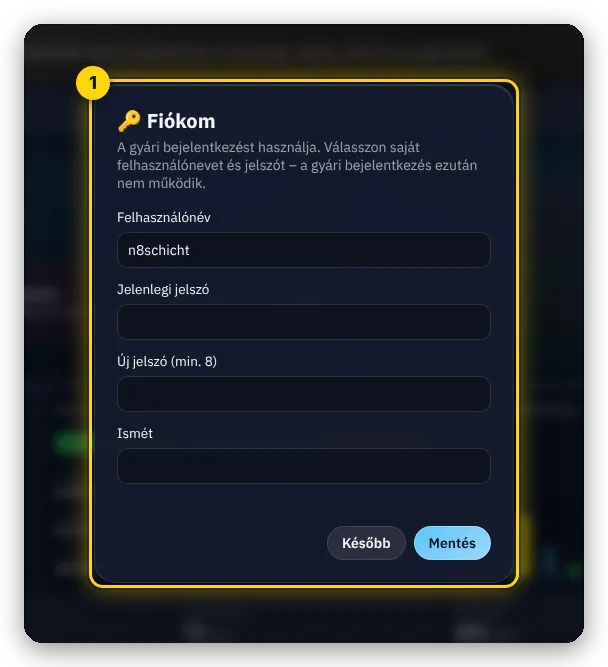 1
🔑 Fiókom
A gyári bejelentkezést használja. Válasszon saját
felhasználónevet és jelszót – a gyári bejelentkezés ezután
nem működik.
Felhasználónév
n8schicht
Jelenlegi jelszó
Új jelszó (min. 8)
Ismét
Később
Mentés